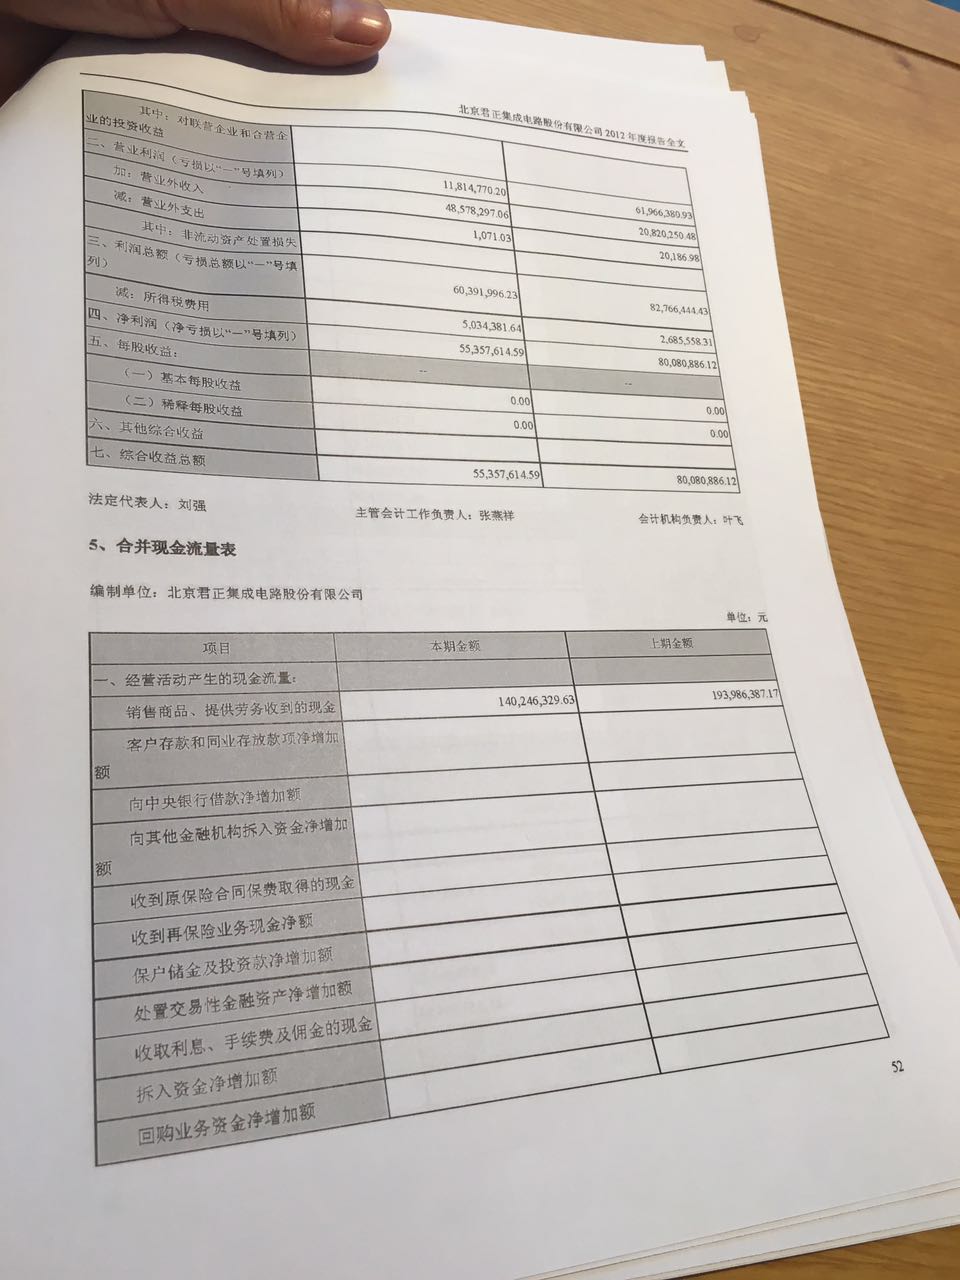 北京君正集成电路股份有限公司 2012 年度报告全文
其中：对联营企业和合营企
业的投资收益
二、营业利润（亏损以“一”号填列） 11,814,770.20 61,966,380.93
加：营业外收入 48,578,297.06 20,820,250.48
减：营业外支出 1,071.03 20,186.98
其中：非流动资产处置损失
三、利润总额（亏损总额以“一”号填
列） 60,391,996.23 82,766,444.43
减：所得税费用 5,034,381.64 2,685,558.31
四、净利润（净亏损以“一”号填列） 55,357,614.59 80,080,886.12
五、每股收益： -- --
（一）基本每股收益 0.00 0.00
（二）稀释每股收益 0.00 0.00
六、其他综合收益
七、综合收益总额 55,357,614.59 80,080,886.12
法定代表人：刘强 主管会计工作负责人：张燕祥 会计机构负责人：叶飞
5、合并现金流量表
编制单位：北京君正集成电路股份有限公司
单位：元
项目 本期金额 上期金额
一、经营活动产生的现金流量：
销售商品、提供劳务收到的现金 140,246,329.63 193,986,387.17
客户存款和同业存放款项净增加
额
向中央银行借款净增加额
向其他金融机构拆入资金净增加
额
收到原保险合同保费取得的现金
收到再保险业务现金净额
保户储金及投资款净增加额
处置交易性金融资产净增加额
收取利息、手续费及佣金的现金
拆入资金净增加额
回购业务资金净增加额
52